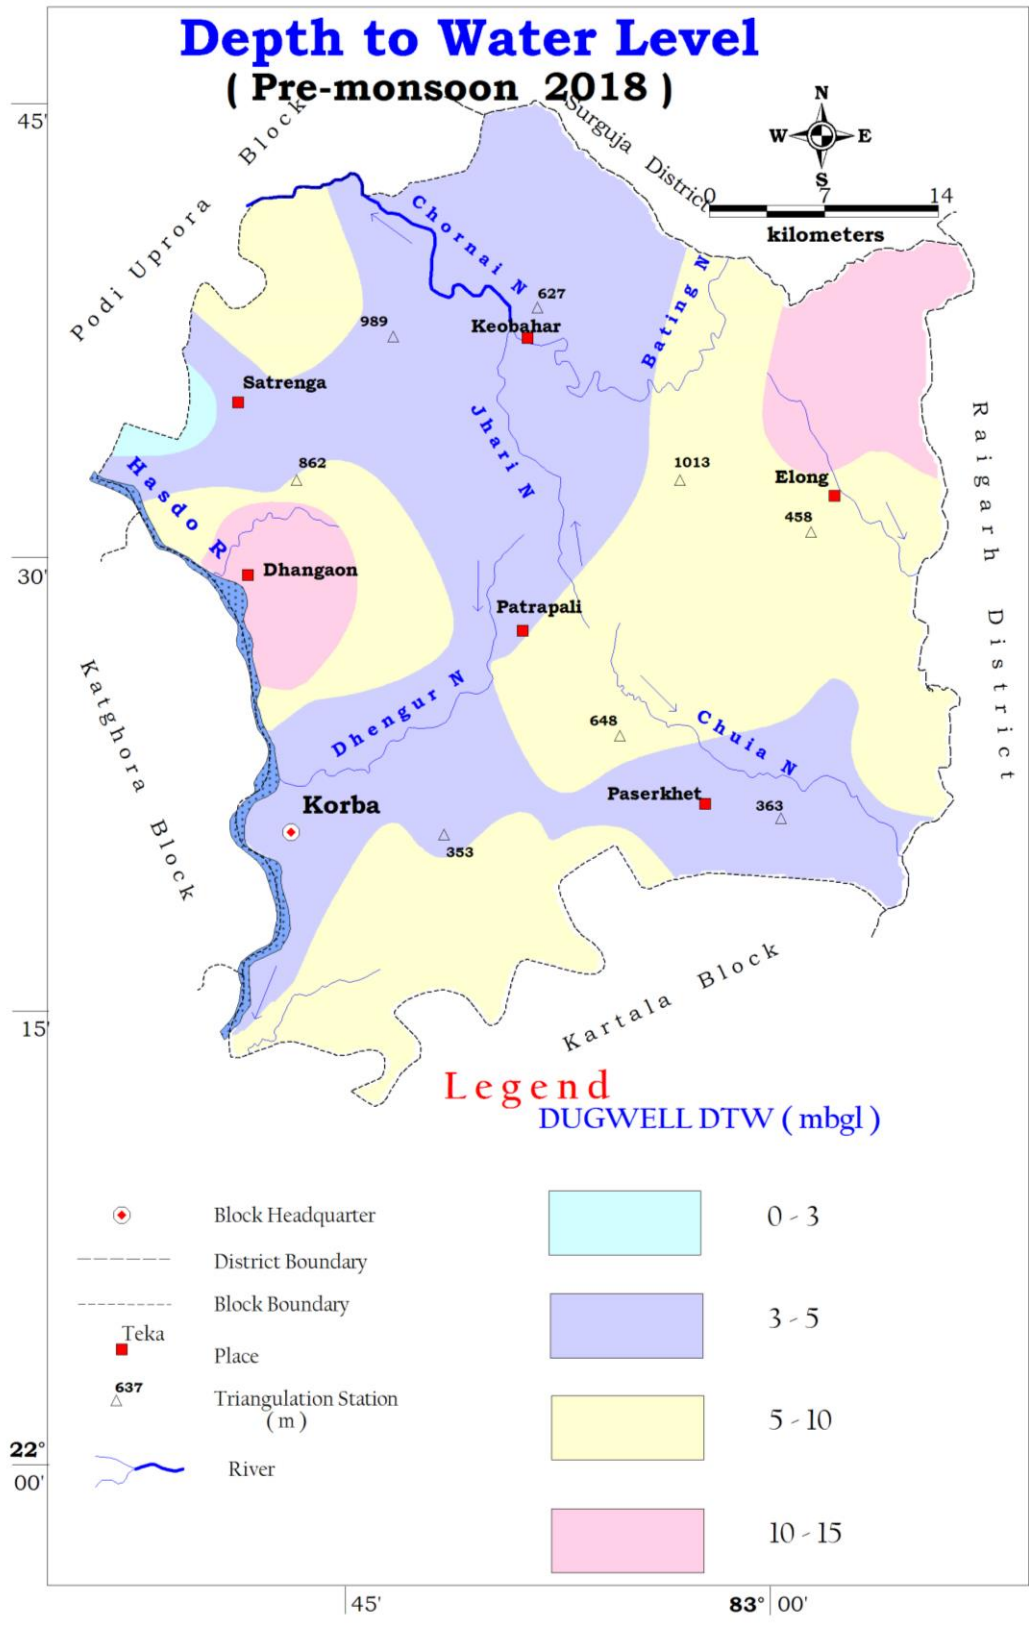 Depth to Water Level
( Pre-monsoon 2018 )
45'
Podi Uprora Block
Surguja District
N
W E
S
0 7 14
kilometers
Chornai N
Bating N
627
989
Keobahar
Satrenga
Jhari N
862
1013
Elong
458
Hasdo R
Raigarh District
30'
Dhangaon
Patrapali
Katghora Block
Dhengur N
648
Chuia N
Paserkhet
363
Korba
353
Kartala Block
15'
Legend
DUGWELL DTW ( mbgl )
Block Headquarter
0 - 3
District Boundary
Block Boundary
3 - 5
Teka
Place
637
Triangulation Station
( m )
5 - 10
22°
00'
River
10 - 15
45'
83° 00'